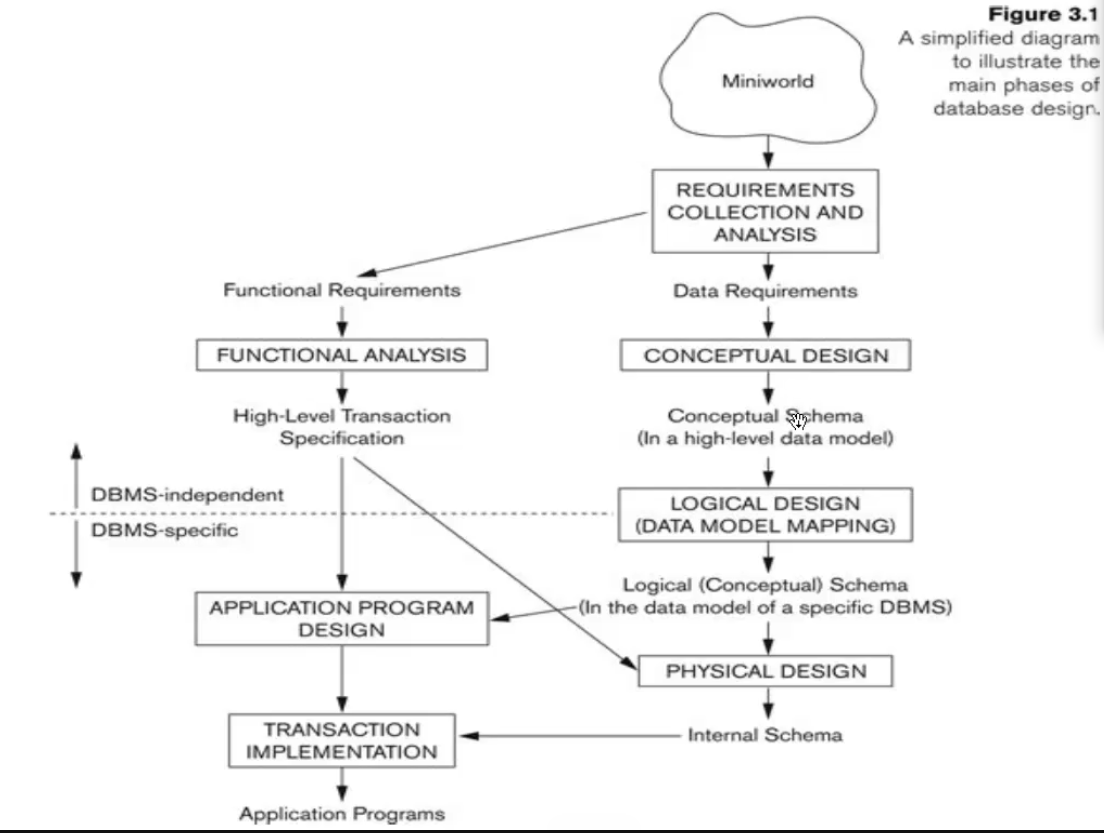 Figure 3.1
A simplified diagram
to illustrate the
main phases of
database design.
Miniworld
REQUIREMENTS
COLLECTION AND
ANALYSIS
Functional Requirements
Data Requirements
FUNCTIONAL ANALYSIS
CONCEPTUAL DESIGN
High-Level Transaction
Specification
Conceptual Schema
(In a high-level data model)
DBMS-independent
DBMS-specific
LOGICAL DESIGN
(DATA MODEL MAPPING)
Logical (Conceptual) Schema
(In the data model of a specific DBMS)
APPLICATION PROGRAM
DESIGN
PHYSICAL DESIGN
TRANSACTION
IMPLEMENTATION
Internal Schema
Application Programs